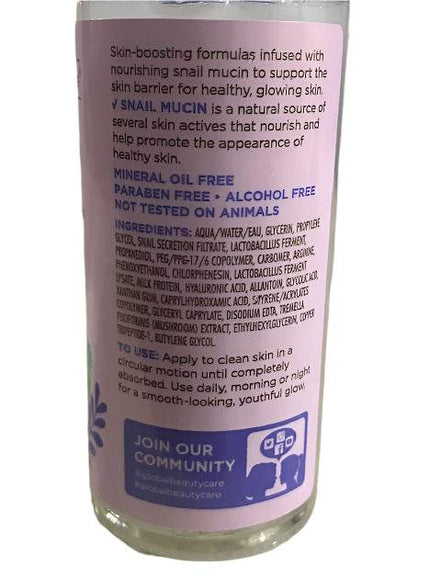 Skin-boosting formulas infused with
nourishing snail mucin to support the
skin barrier for healthy, glowing skin.
√ SNAIL MUCIN is a natural source of
several skin actives that nourish and
help promote the appearance of
healthy skin.
MINERAL OIL FREE
PARABEN FREE • ALCOHOL FREE
NOT TESTED ON ANIMALS
INGREDIENTS: AQUA/WATER/EAU, GLYCERIN, PROPYLENE
GLYCOL, SNAIL SECRETION FILTRATE, LACTOBACILLUS FERMENT,
PROPANEDIOL, PEG/PPG-17/6 COPOLYMER, CARBOMER, ARGININE,
PHENOXYETHANOL, CHLORPHENESIN, LACTOBACILLUS FERMENT
LYSATE, MILK PROTEIN, HYALURONIC ACID, ALLANTOIN, GLYCOLIC ACID,
XANTHAN GUM, CAPRYLHYDROXAMIC ACID, STYRENE/ACRYLATES
COPOLYMER, GLYCERYL CAPRYLATE, DISODIUM EDTA, TREMELLA
FUCIFORMIS (MUSHROOM) EXTRACT, ETHYLHEXYLGLYCERIN, COPPER
TRIPEPTIDE-1, BUTYLENE GLYCOL.
TO USE: Apply to clean skin in a
circular motion until completely
absorbed. Use daily, morning or night
for a smooth-looking, youthful glow.
JOIN OUR
COMMUNITY
@globalbeautycare
#globalbeautycare